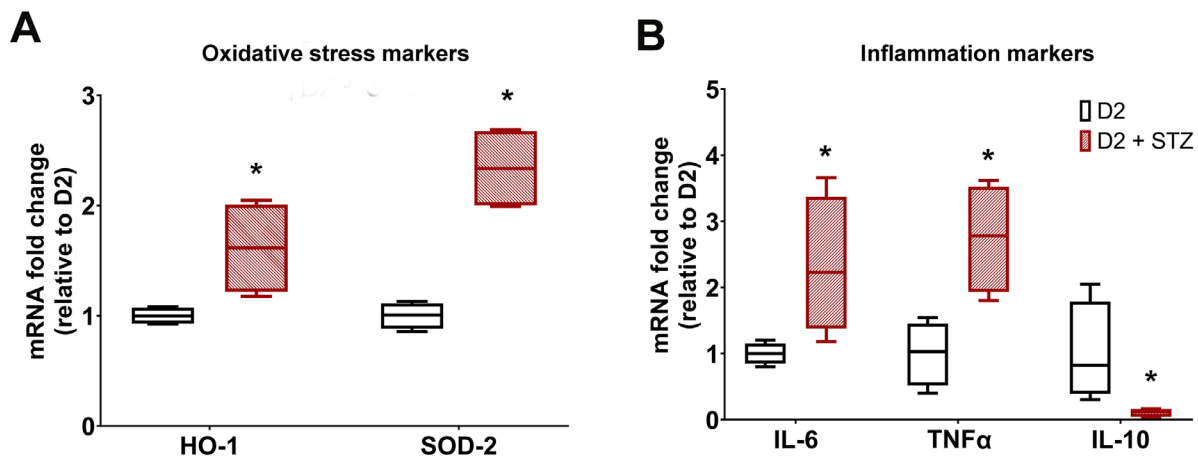 A
Oxidative stress markers
mRNA fold change
(relative to D2)
3
2
1
0
*
*
HO-1
SOD-2
B
Inflammation markers
mRNA fold change
(relative to D2)
5
4
3
2
1
0
D2
D2 + STZ
*
*
*
IL-6
TNFα
IL-10